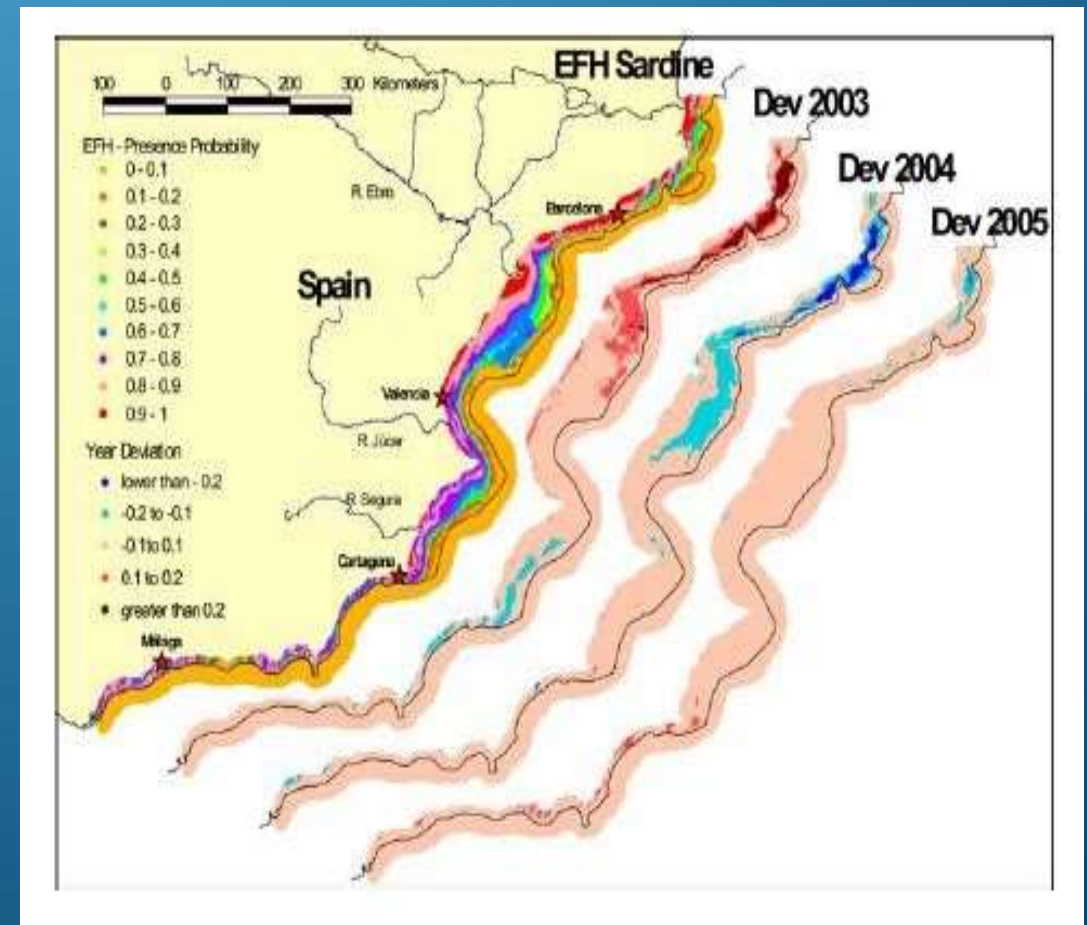 EFH Sardine
Dev 2003
Dev 2004
Dev 2005
100 0 100 200 300 Kilometers
EFH - Presence Probability
0 - 0.1
0.1 - 0.2
0.2 - 0.3
0.3 - 0.4
0.4 - 0.5
0.5 - 0.6
0.6 - 0.7
0.7 - 0.8
0.8 - 0.9
0.9 - 1
Year Deviation
lower than - 0.2
-0.2 to -0.1
-0.1 to 0.1
0.1 to 0.2
greater than 0.2
R. Ebro
Barcelona
Spain
Valencia
R. Júcar
R. Segura
Cartagena
Málaga